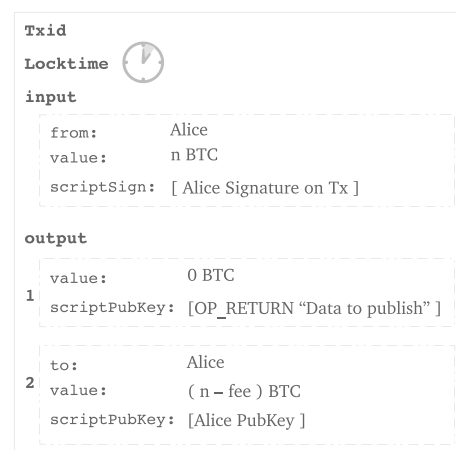 Txid
Locktime
input
from: Alice
value: n BTC
scriptSign: [ Alice Signature on Tx ]
output
1
value: 0 BTC
scriptPubKey: [OP_RETURN “Data to publish” ]
2
to: Alice
value: ( n – fee ) BTC
scriptPubKey: [Alice PubKey ]